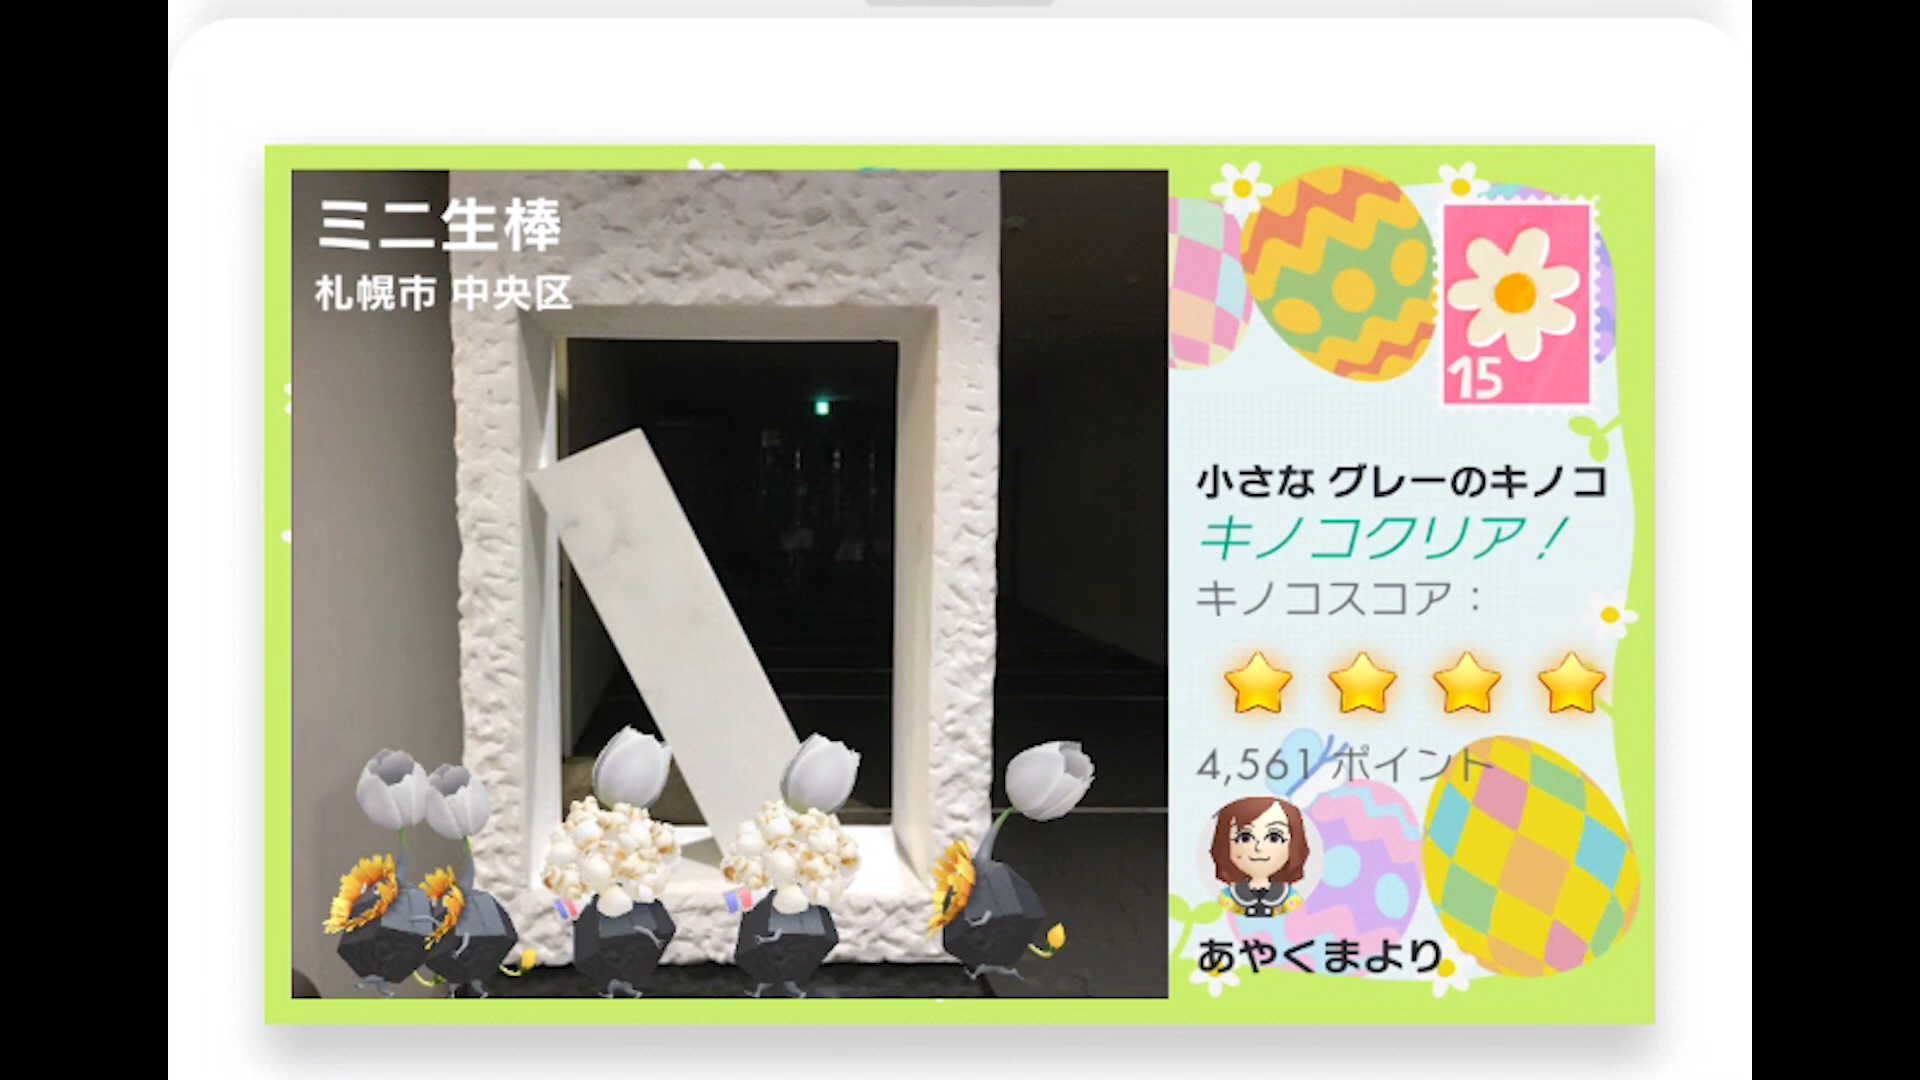 ミニ生棒
札幌市 中央区
15
小さな グレーのキノコ
キノコクリア！
キノコスコア：
4,561 ポイント
あやくまより